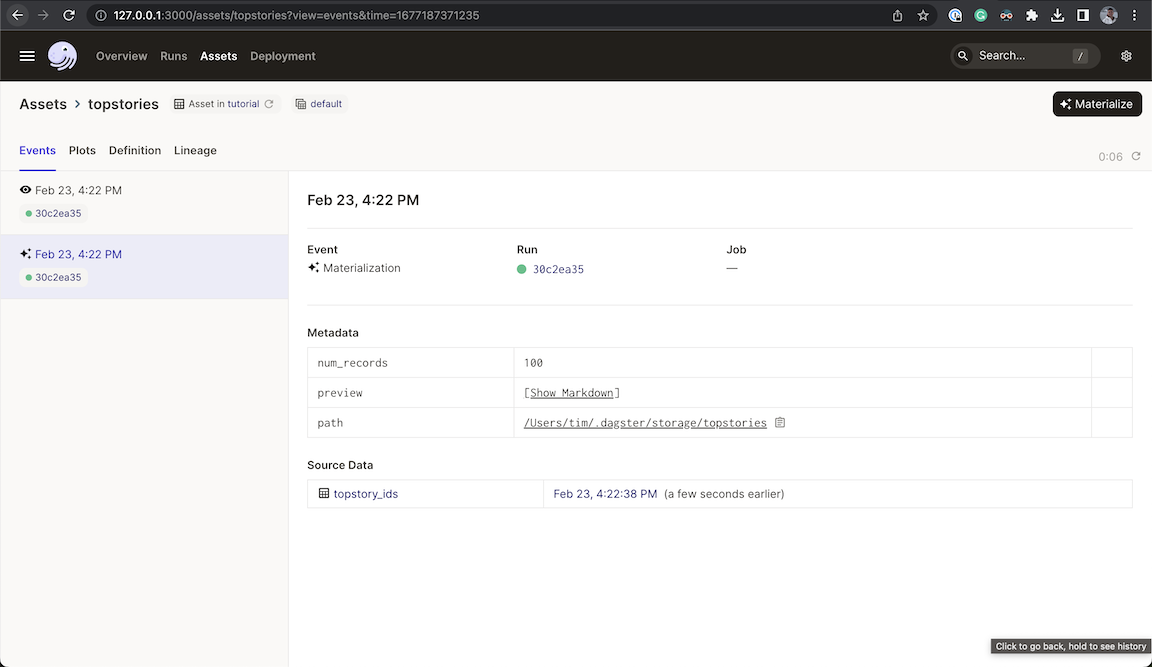 127.0.0.1:3000/assets/topstories?view=events&time=1677187371235
Overview Runs Assets Deployment Search... /
Assets > topstories Asset in tutorial default Materialize
Events Plots Definition Lineage 0:06
Feb 23, 4:22 PM
30c2ea35
Feb 23, 4:22 PM
30c2ea35
Feb 23, 4:22 PM
Event Run Job
Materialization 30c2ea35 —
Metadata
num_records 100
preview [Show Markdown]
path /Users/tim/.dagster/storage/topstories
Source Data
topstory_ids Feb 23, 4:22:38 PM (a few seconds earlier)
Click to go back, hold to see history